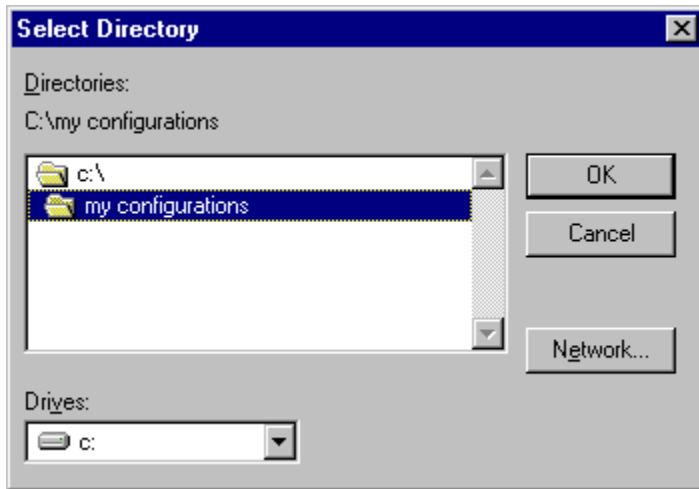 Select Directory
Directories:
C:\my configurations
c:\
my configurations
OK
Cancel
Network...
Drives:
c: